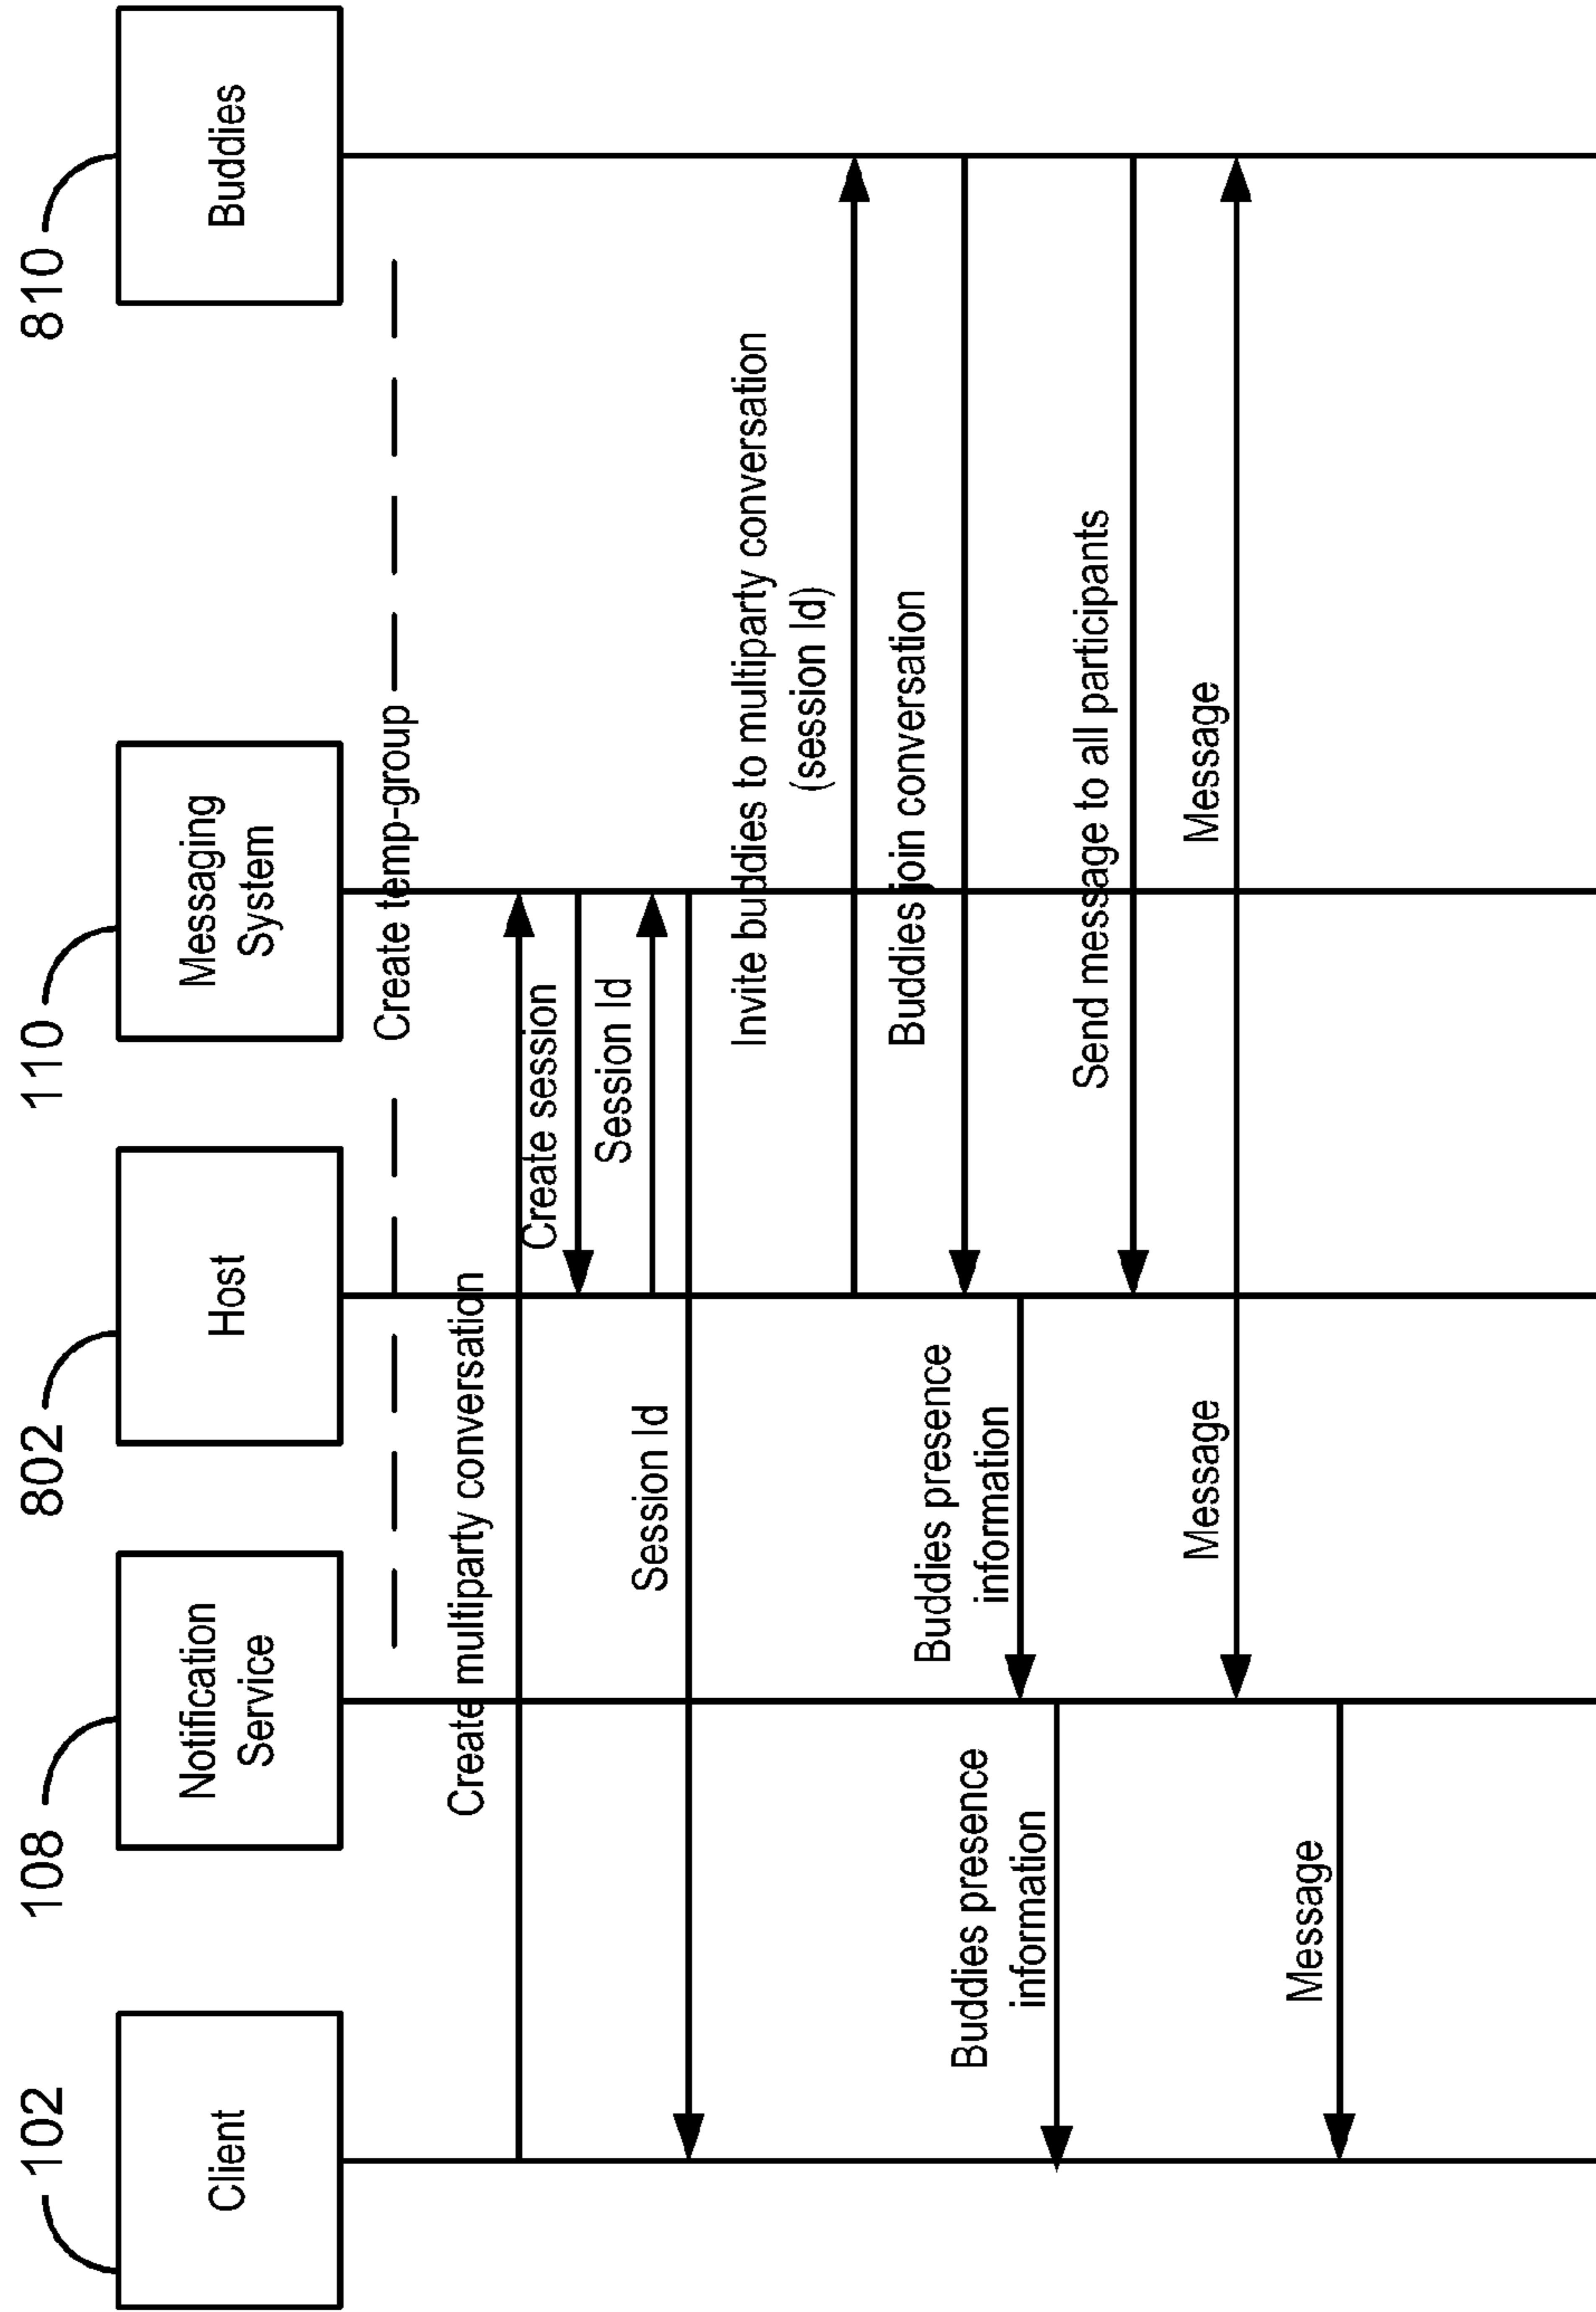 102
108
802
110
810
Client
Notification
Service
Host
Messaging
System
Buddies
Create temp-group
Create multiparty conversation
Create session
Session Id
Session Id
Invite buddies to multiparty conversation
(session Id)
Buddies join conversation
Buddies presence
information
Buddies presence
information
Send message to all participants
Message
Message
Message